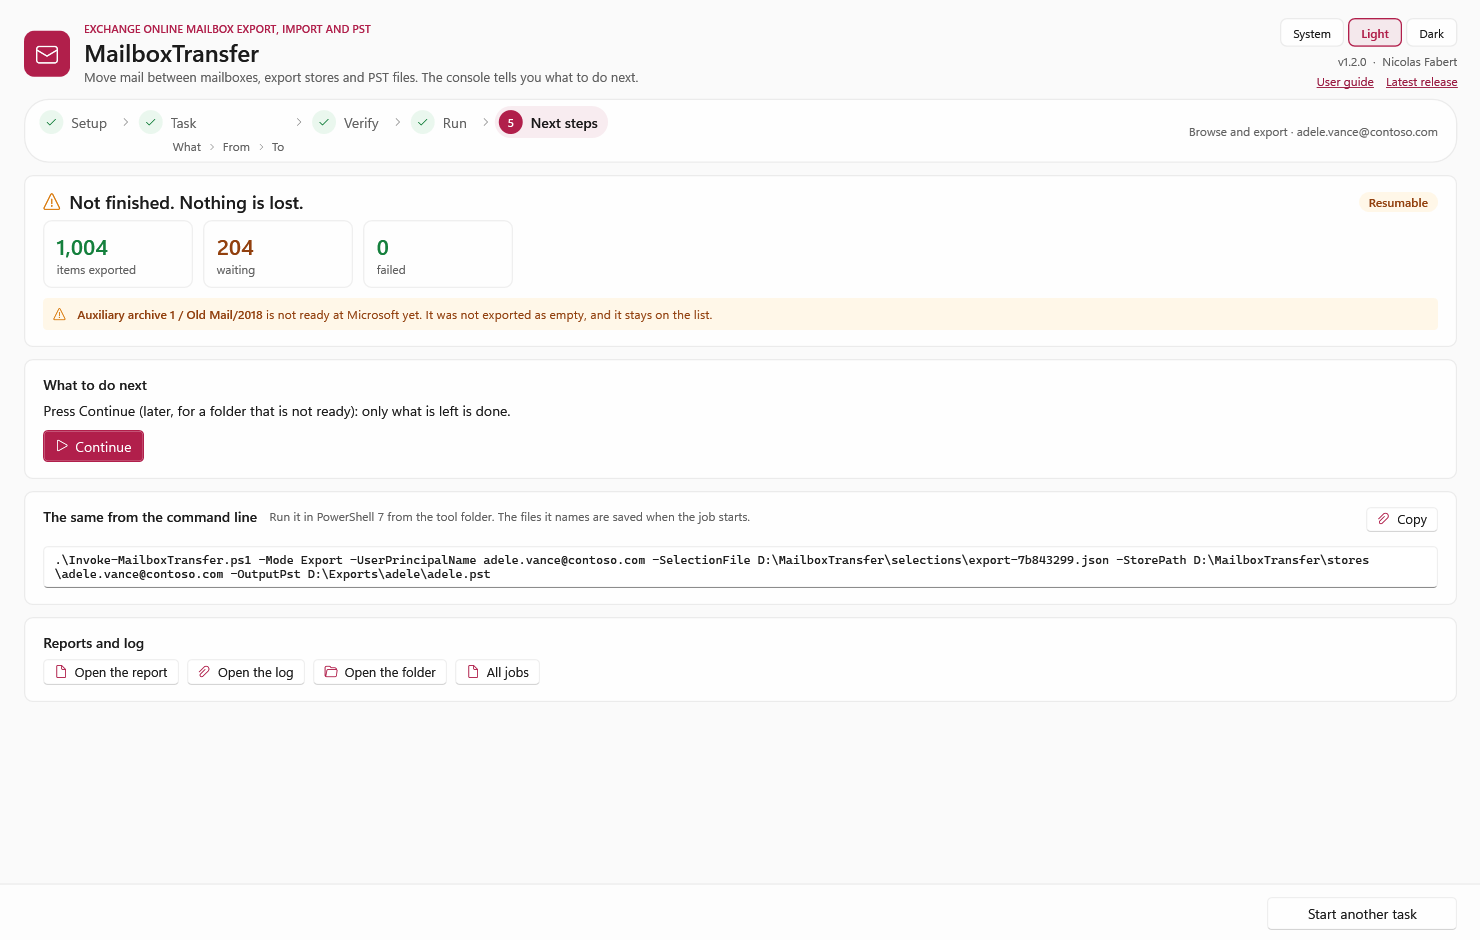 EXCHANGE ONLINE MAILBOX EXPORT, IMPORT AND PST
MailboxTransfer
Move mail between mailboxes, export stores and PST files. The console tells you what to do next.
System
Light
Dark
v1.2.0 · Nicolas Fabert
User guide
Latest release
Setup
Task
Verify
Run
5
Next steps
What
From
To
Browse and export · adele.vance@contoso.com
Not finished. Nothing is lost.
Resumable
1,004
items exported
204
waiting
0
failed
Auxiliary archive 1 / Old Mail/2018 is not ready at Microsoft yet. It was not exported as empty, and it stays on the list.
What to do next
Press Continue (later, for a folder that is not ready): only what is left is done.
Continue
The same from the command line
Run it in PowerShell 7 from the tool folder. The files it names are saved when the job starts.
Copy
.\Invoke-MailboxTransfer.ps1 -Mode Export -UserPrincipalName adele.vance@contoso.com -SelectionFile D:\MailboxTransfer\selections\export-7b843299.json -StorePath D:\MailboxTransfer\stores
\adele.vance@contoso.com -OutputPst D:\Exports\adele\adele.pst
Reports and log
Open the report
Open the log
Open the folder
All jobs
Start another task